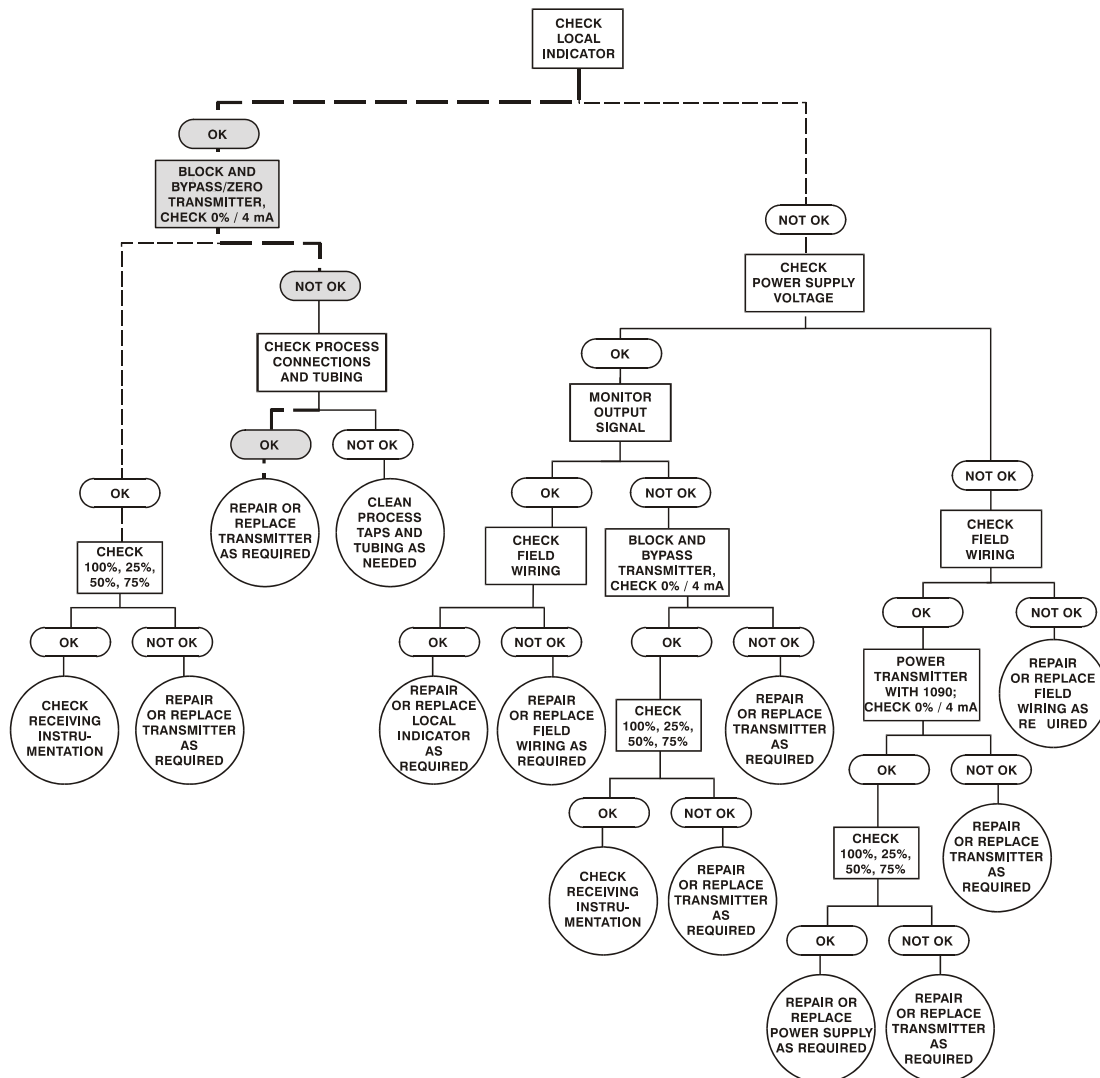 CHECK
LOCAL
INDICATOR
OK
BLOCK AND
BYPASS/ZERO
TRANSMITTER,
CHECK 0% / 4 mA
NOT OK
CHECK PROCESS
CONNECTIONS
AND TUBING
OK
REPAIR OR
REPLACE
TRANSMITTER
AS REQUIRED
NOT OK
CLEAN
PROCESS
TAPS AND
TUBING AS
NEEDED
OK
CHECK
100%, 25%,
50%, 75%
OK
CHECK
RECEIVING
INSTRU-
MENTATION
NOT OK
REPAIR
OR REPLACE
TRANSMITTER
AS
REQUIRED
NOT OK
CHECK
POWER SUPPLY
VOLTAGE
OK
MONITOR
OUTPUT
SIGNAL
OK
CHECK
FIELD
WIRING
OK
REPAIR
OR REPLACE
LOCAL
INDICATOR
AS
REQUIRED
NOT OK
REPAIR
OR REPLACE
FIELD
WIRING AS
REQUIRED
NOT OK
BLOCK AND
BYPASS
TRANSMITTER,
CHECK 0% / 4 mA
OK
CHECK
100%, 25%,
50%, 75%
OK
CHECK
RECEIVING
INSTRU-
MENTATION
NOT OK
REPAIR
OR REPLACE
TRANSMITTER
AS
REQUIRED
NOT OK
REPAIR
OR REPLACE
TRANSMITTER
AS
REQUIRED
NOT OK
CHECK
FIELD
WIRING
OK
POWER
TRANSMITTER
WITH 1090;
CHECK 0% / 4 mA
OK
CHECK
100%, 25%,
50%, 75%
OK
REPAIR OR
REPLACE
POWER SUPPLY
AS REQUIRED
NOT OK
REPAIR
OR REPLACE
TRANSMITTER
AS
REQUIRED
NOT OK
REPAIR
OR REPLACE
TRANSMITTER
AS
REQUIRED
NOT OK
REPAIR
OR REPLACE
FIELD
WIRING AS
RE UIRED